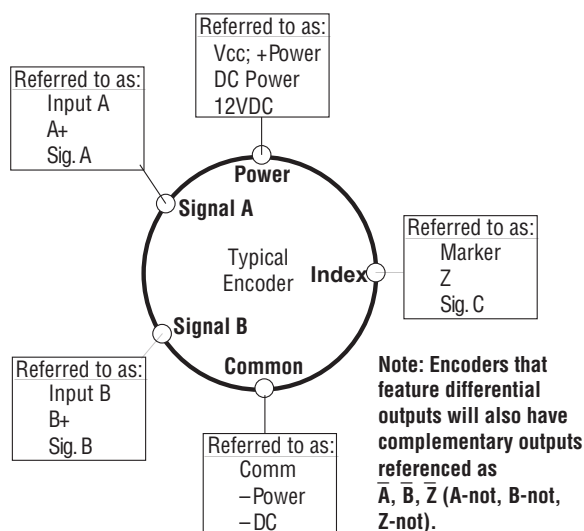 Referred to as:
Vcc; +Power
DC Power
12VDC
Referred to as:
Input A
A+
Sig. A
Power
Signal A
Typical
Encoder
Index
Referred to as:
Marker
Z
Sig. C
Signal B
Common
Referred to as:
Input B
B+
Sig. B
Referred to as:
Comm
–Power
–DC
Note: Encoders that
feature differential
outputs will also have
complementary outputs
referenced as
A̅, B̅, Z̅ (A-not, B-not,
Z-not).